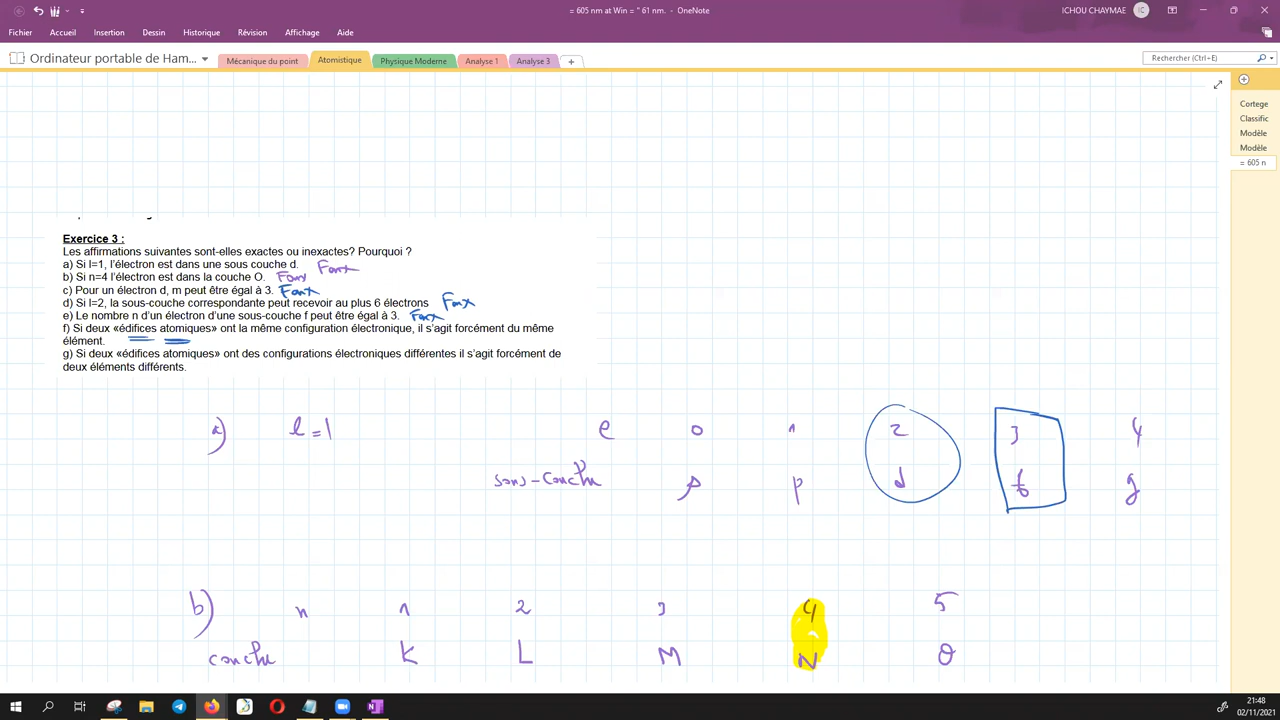 = 605 nm at Win = " 61 nm. - OneNote
ICHOU CHAYMAE IC
Fichier Accueil Insertion Dessin Historique Révision Affichage Aide
Ordinateur portable de Ham... Mécanique du point Atomistique Physique Moderne Analyse 1 Analyse 3 Rechercher (Ctrl+E)
Cortege
Classific
Modèle
Modèle
= 605 n
Exercice 3 :
Les affirmations suivantes sont-elles exactes ou inexactes? Pourquoi ?
a) Si l=1, l'électron est dans une sous couche d. Faux
b) Si n=4 l'électron est dans la couche O. Faux
c) Pour un électron d, m peut être égal à 3. Faux
d) Si l=2, la sous-couche correspondante peut recevoir au plus 6 électrons Faux
e) Le nombre n d'un électron d'une sous-couche f peut être égal à 3. Faux
f) Si deux «édifices atomiques» ont la même configuration électronique, il s'agit forcément du même
élément.
g) Si deux «édifices atomiques» ont des configurations électroniques différentes il s'agit forcément de
deux éléments différents.
a) l=1 l 0 1 2 3 4
sous-couche s p d f g
b) n 1 2 3 4 5
couche K L M N O
21:48
02/11/2021